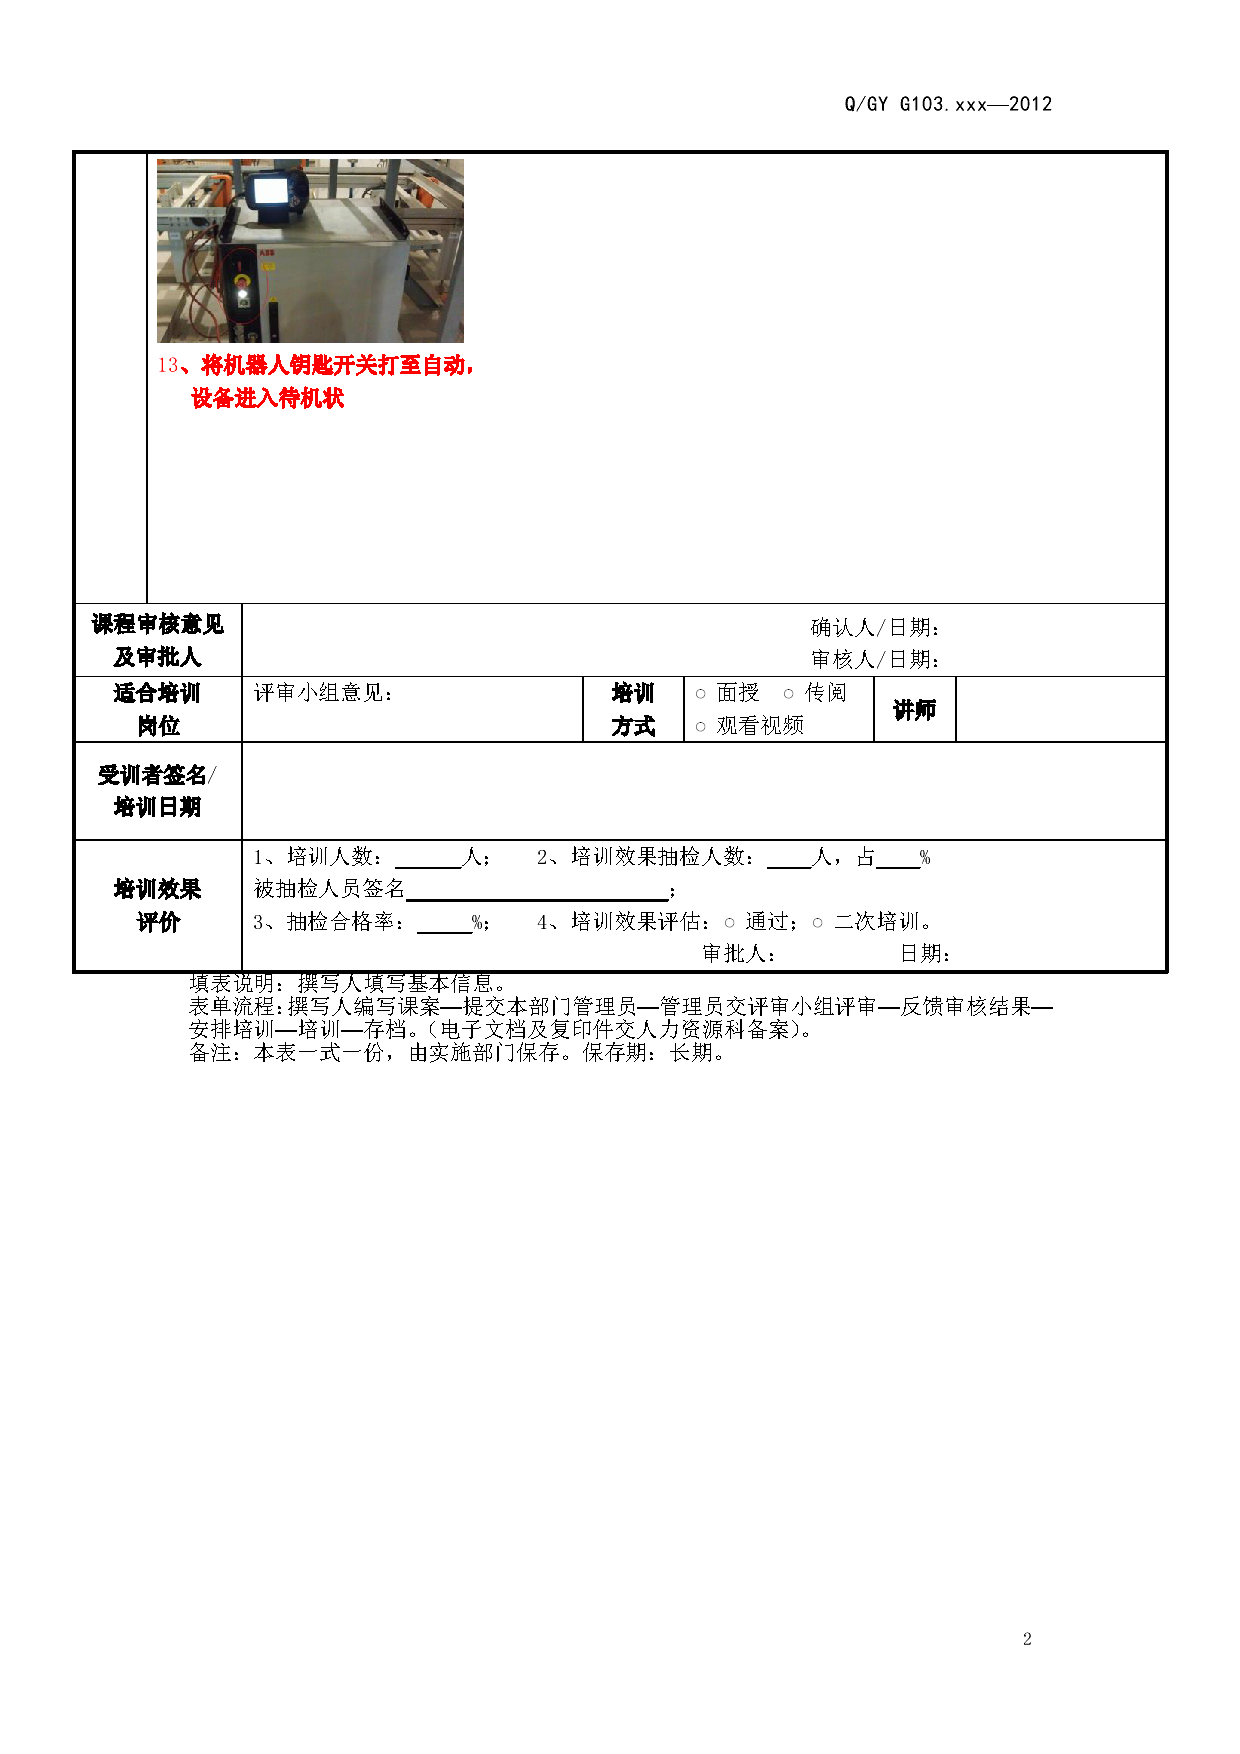 Q/GY G103.xxx—2012
ABB
13、将机器人钥匙开关打至自动，
设备进入待机状
课程审核意见
及审批人
确认人/日期：
审核人/日期：
适合培训
岗位
评审小组意见：
培训
方式
○ 面授 ○ 传阅
○ 观看视频
讲师
受训者签名/
培训日期
培训效果
评价
1、培训人数：______人； 2、培训效果抽检人数：____人，占____%
被抽检人员签名________________________；
3、抽检合格率：_____%； 4、培训效果评估：○ 通过；○ 二次培训。
审批人： 日期：
填表说明：撰写人填写基本信息。
表单流程：撰写人编写课案—提交本部门管理员—管理员交评审小组评审—反馈审核结果—
安排培训—培训—存档。（电子文档及复印件交人力资源科备案）。
备注：本表一式一份，由实施部门保存。保存期：长期。
2